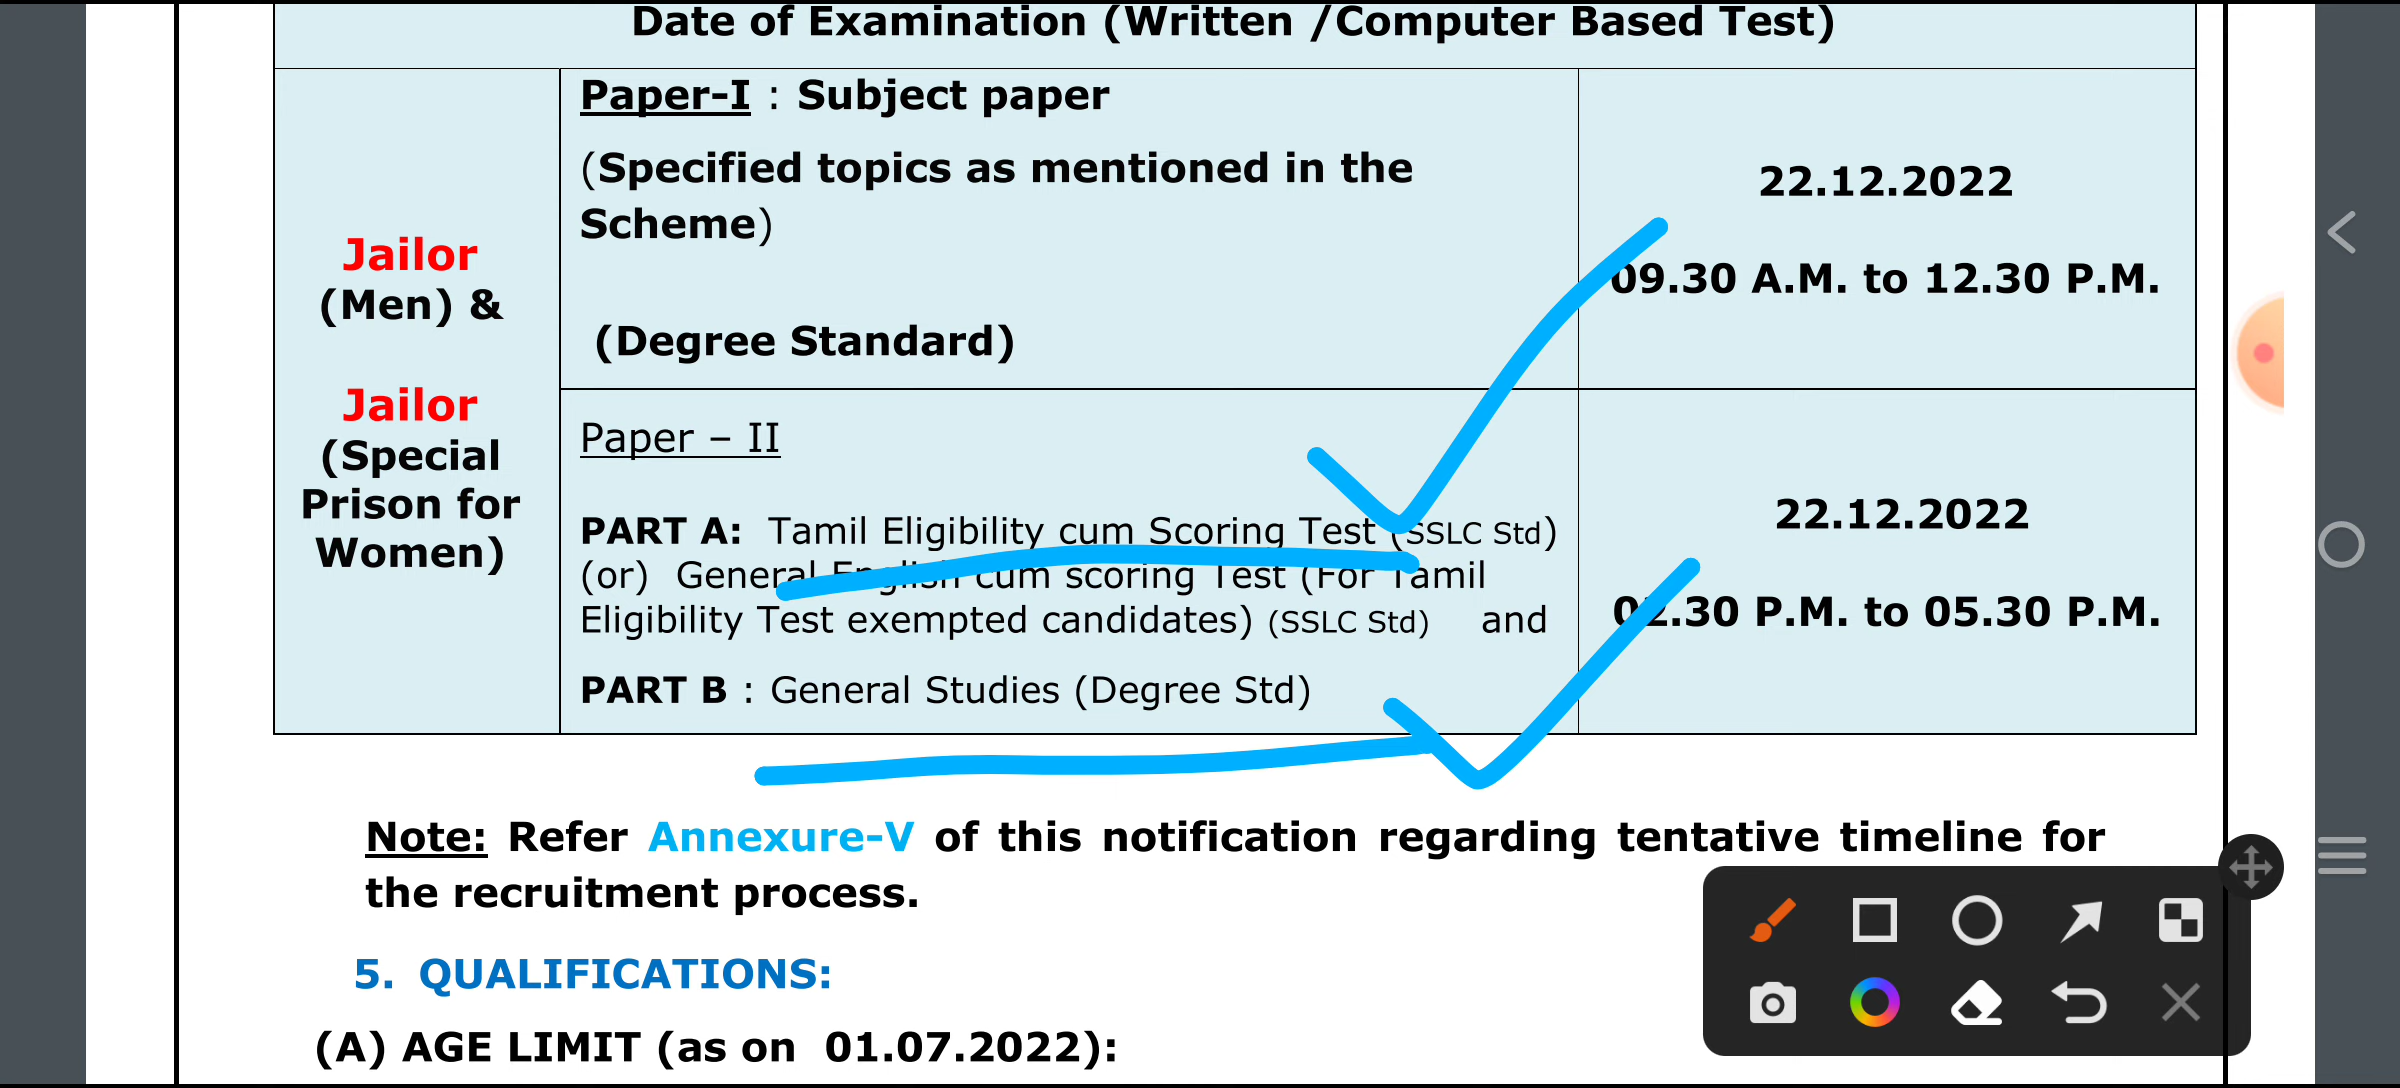 Date of Examination (Written /Computer Based Test)
Paper-I : Subject paper
(Specified topics as mentioned in the
Scheme)
(Degree Standard)
22.12.2022
09.30 A.M. to 12.30 P.M.
Jailor
(Men) &
Jailor
(Special
Prison for
Women)
Paper – II
PART A: Tamil Eligibility cum Scoring Test (SSLC Std)
(or) General English cum scoring Test (For Tamil
Eligibility Test exempted candidates) (SSLC Std) and
PART B : General Studies (Degree Std)
22.12.2022
02.30 P.M. to 05.30 P.M.
Note: Refer Annexure-V of this notification regarding tentative timeline for
the recruitment process.
5. QUALIFICATIONS:
(A) AGE LIMIT (as on 01.07.2022):